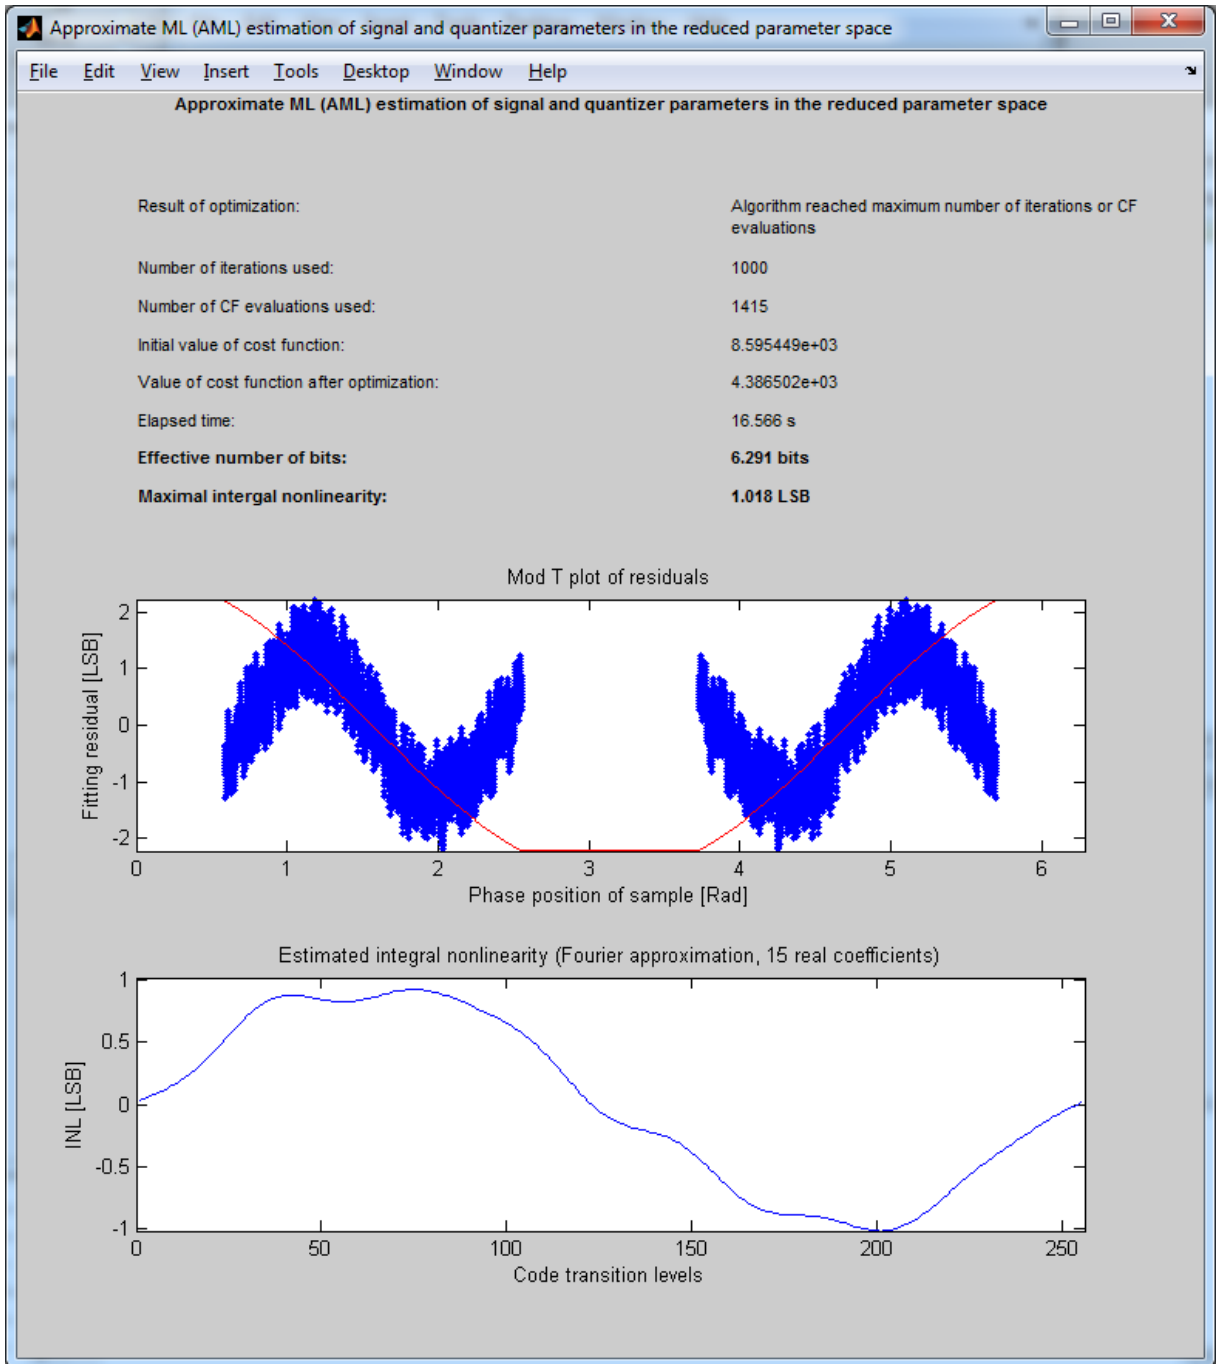 Approximate ML (AML) estimation of signal and quantizer parameters in the reduced parameter space
File Edit View Insert Tools Desktop Window Help
Approximate ML (AML) estimation of signal and quantizer parameters in the reduced parameter space
Result of optimization: Algorithm reached maximum number of iterations or CF
evaluations
Number of iterations used: 1000
Number of CF evaluations used: 1415
Initial value of cost function: 8.595449e+03
Value of cost function after optimization: 4.386502e+03
Elapsed time: 16.566 s
Effective number of bits: 6.291 bits
Maximal intergal nonlinearity: 1.018 LSB
Mod T plot of residuals
Fitting residual [LSB]
2
1
0
-1
-2
0 1 2 3 4 5 6
Phase position of sample [Rad]
Estimated integral nonlinearity (Fourier approximation, 15 real coefficients)
INL [LSB]
1
0.5
0
-0.5
-1
0 50 100 150 200 250
Code transition levels